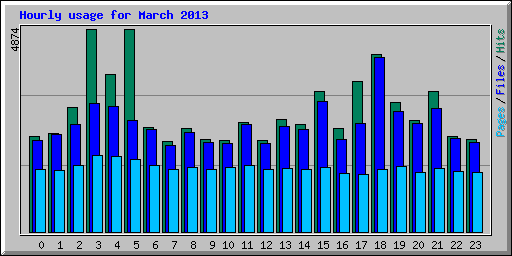 Hourly usage for March 2013
4874
Pages / Files / Hits
0 1 2 3 4 5 6 7 8 9 10 11 12 13 14 15 16 17 18 19 20 21 22 23